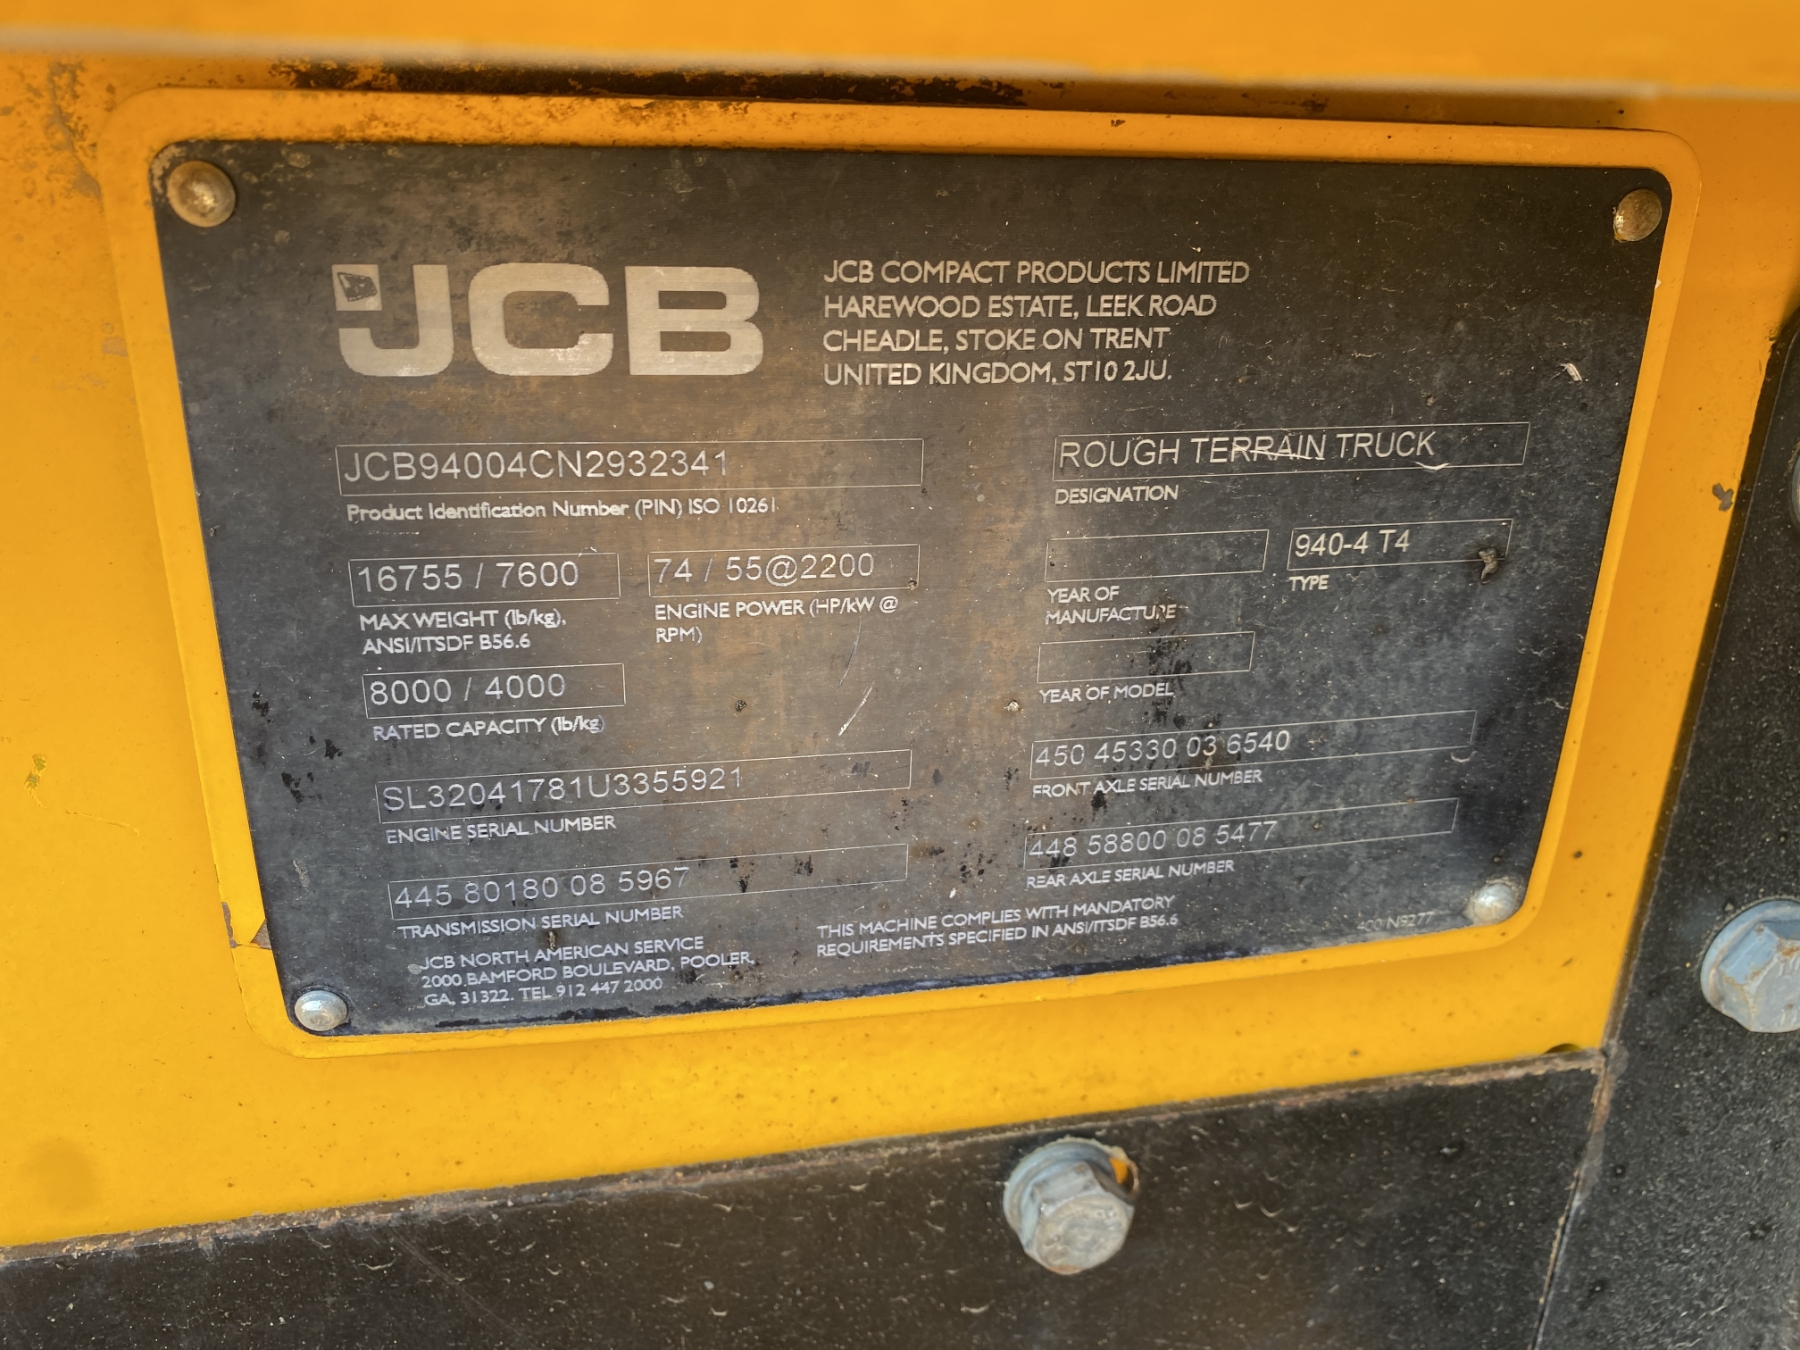 JCB
JCB COMPACT PRODUCTS LIMITED
HAREWOOD ESTATE, LEEK ROAD
CHEADLE, STOKE ON TRENT
UNITED KINGDOM, ST10 2JU.
JCB94004CN2932341
Product Identification Number (PIN) ISO 10261
16755 / 7600
MAX WEIGHT (lb/kg),
ANSI/ITSDF B56.6
74 / 55@2200
ENGINE POWER (HP/kW @
RPM)
8000 / 4000
RATED CAPACITY (lb/kg)
SL32041781U3355921
ENGINE SERIAL NUMBER
445 80180 08 5967
TRANSMISSION SERIAL NUMBER
JCB NORTH AMERICAN SERVICE
2000 BAMFORD BOULEVARD, POOLER,
GA, 31322. TEL 912 447 2000
ROUGH TERRAIN TRUCK
DESIGNATION
YEAR OF
MANUFACTURE
940-4 T4
TYPE
YEAR OF MODEL
450 45330 03 6540
FRONT AXLE SERIAL NUMBER
448 58800 08 5477
REAR AXLE SERIAL NUMBER
THIS MACHINE COMPLIES WITH MANDATORY
REQUIREMENTS SPECIFIED IN ANSI/ITSDF B56.6
400/N9277